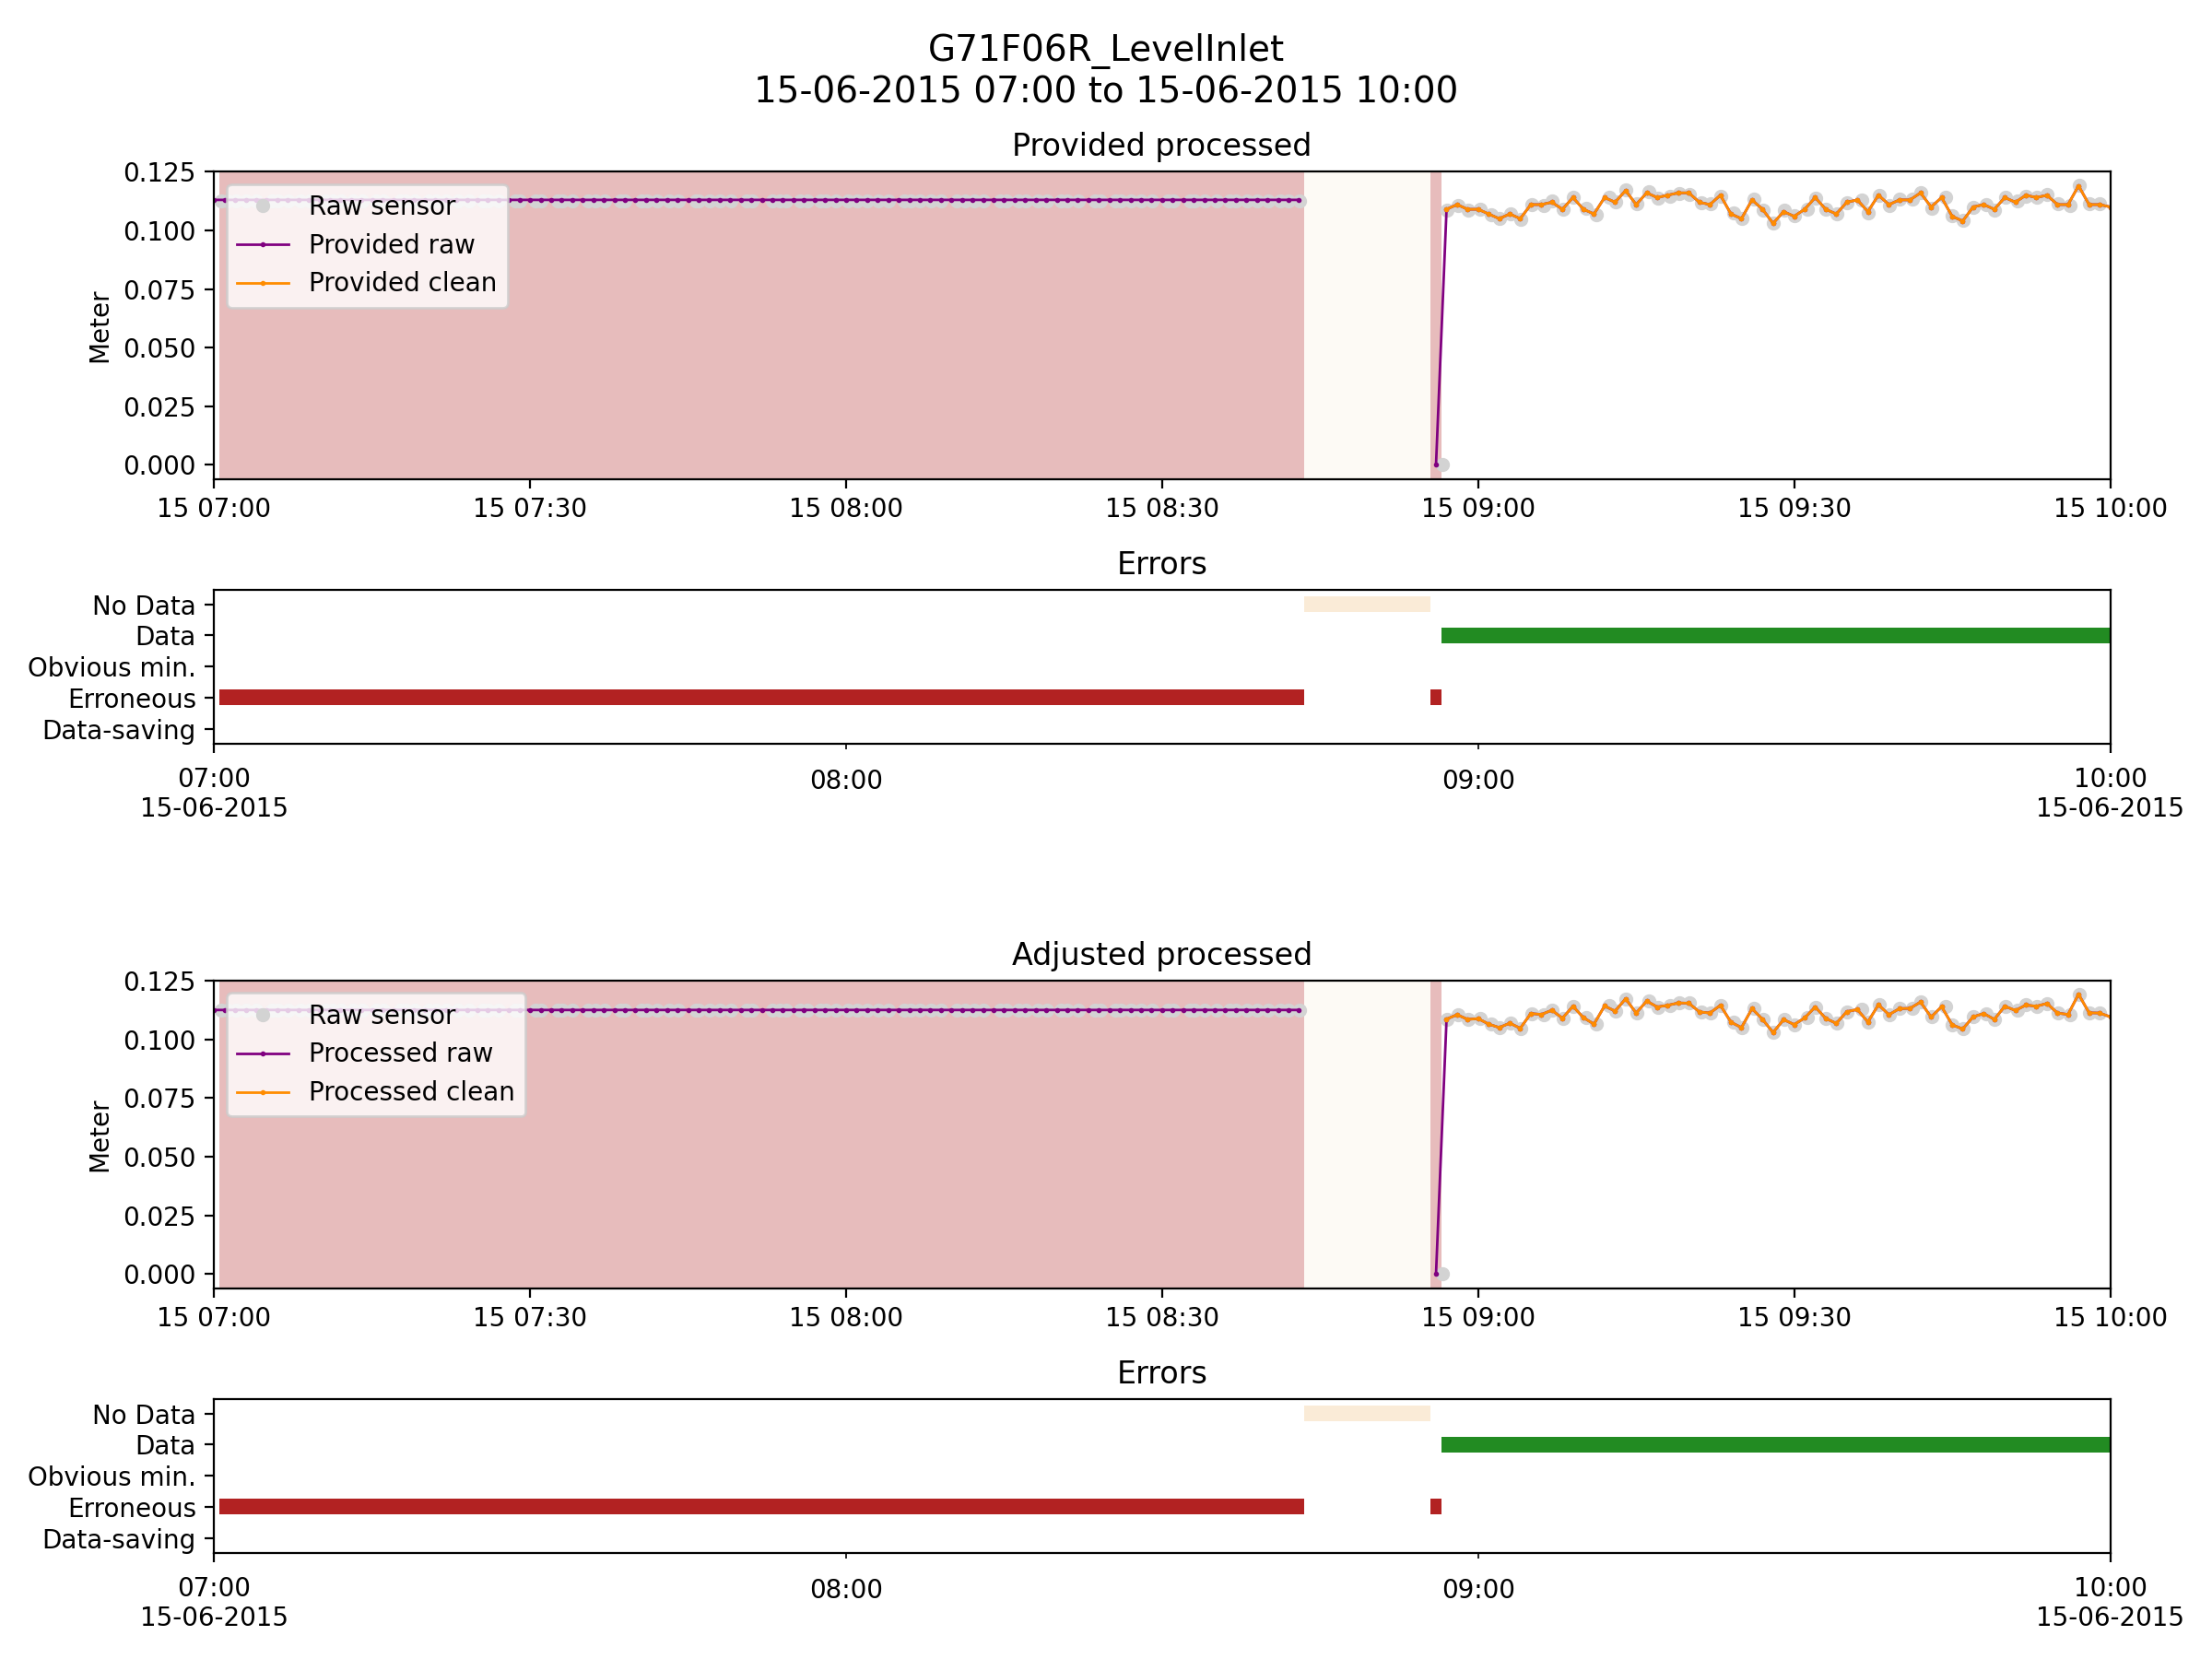 G71F06R_LevelInlet
15-06-2015 07:00 to 15-06-2015 10:00
Provided processed
0.125
0.100
0.075
0.050
0.025
0.000
Meter
Raw sensor
Provided raw
Provided clean
15 07:00 15 07:30 15 08:00 15 08:30 15 09:00 15 09:30 15 10:00
Errors
No Data
Data
Obvious min.
Erroneous
Data-saving
07:00 08:00 09:00 10:00
15-06-2015 15-06-2015
Adjusted processed
0.125
0.100
0.075
0.050
0.025
0.000
Meter
Raw sensor
Processed raw
Processed clean
15 07:00 15 07:30 15 08:00 15 08:30 15 09:00 15 09:30 15 10:00
Errors
No Data
Data
Obvious min.
Erroneous
Data-saving
07:00 08:00 09:00 10:00
15-06-2015 15-06-2015